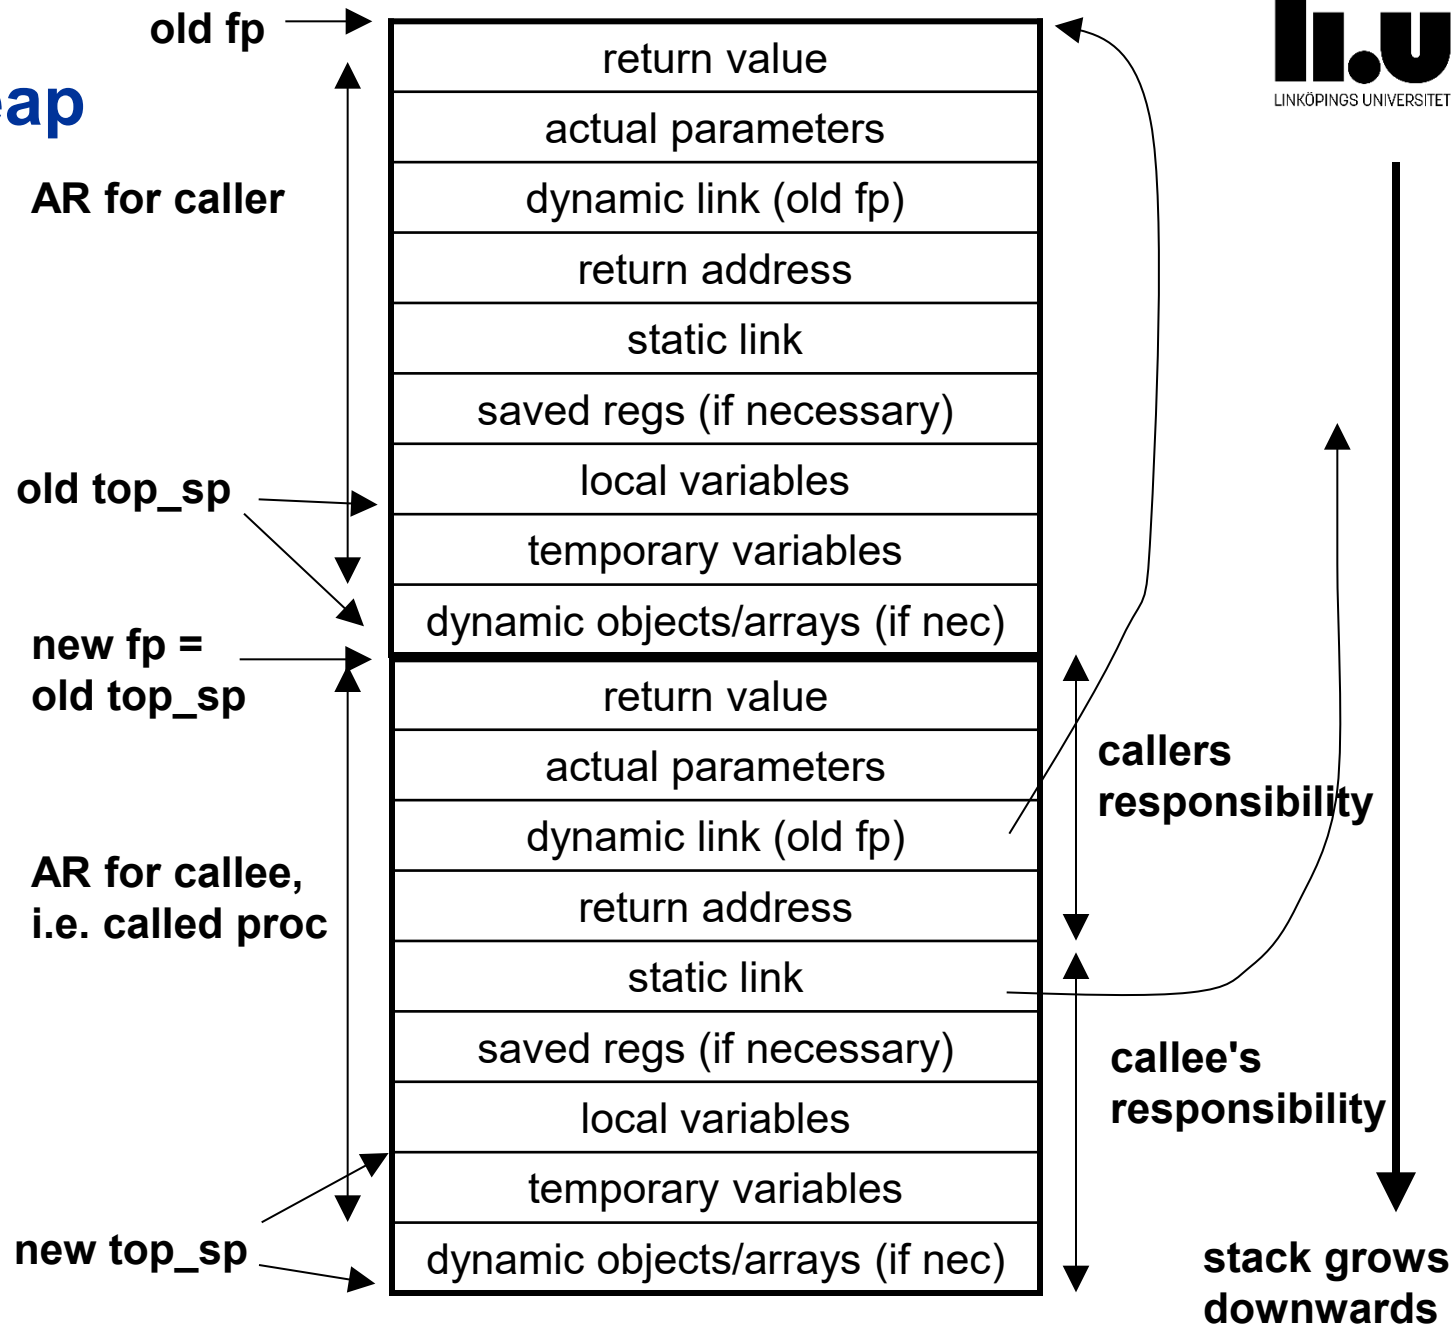 old fp
return value
li.u
LINKÖPINGS UNIVERSITET
eap
actual parameters
AR for caller
dynamic link (old fp)
return address
static link
saved regs (if necessary)
old top_sp
local variables
temporary variables
dynamic objects/arrays (if nec)
new fp =
old top_sp
return value
callers
responsibility
actual parameters
dynamic link (old fp)
AR for callee,
i.e. called proc
return address
static link
saved regs (if necessary)
callee's
responsibility
local variables
temporary variables
new top_sp
dynamic objects/arrays (if nec)
stack grows
downwards